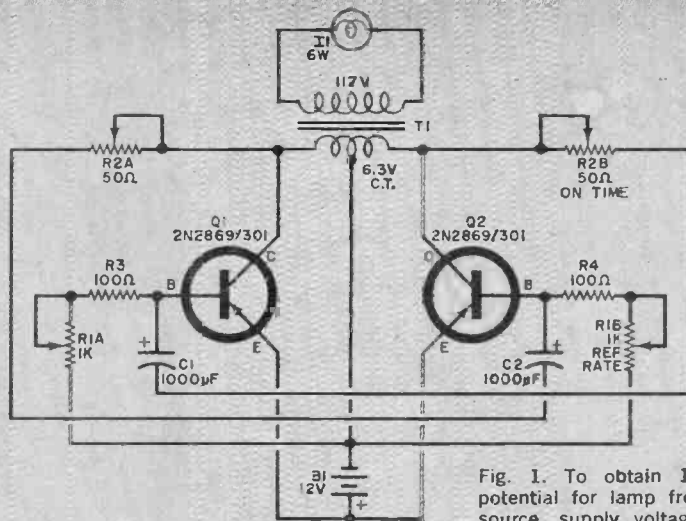 I1
6W
117V
T1
6.3V
C.T.
R2A
50Ω
R2B
50Ω
ON TIME
Q1
2N2869/301
Q2
2N2869/301
R3
100Ω
B
C
E
R1A
1K
+
C1
1000µF
C
B
E
R4
100Ω
R1B
1K
REP
RATE
+
C2
1000µF
B1
12V
+
Fig. 1. To obtain
potential for lamp
source, supply voltag